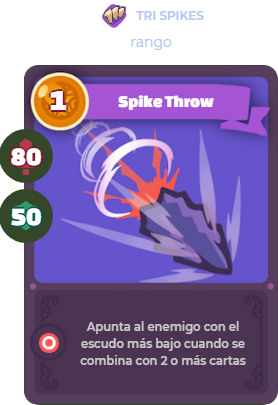 TRI SPIKES
rango
1
Spike Throw
80
50
Apunta al enemigo con el
escudo más bajo cuando se
combina con 2 o más cartas